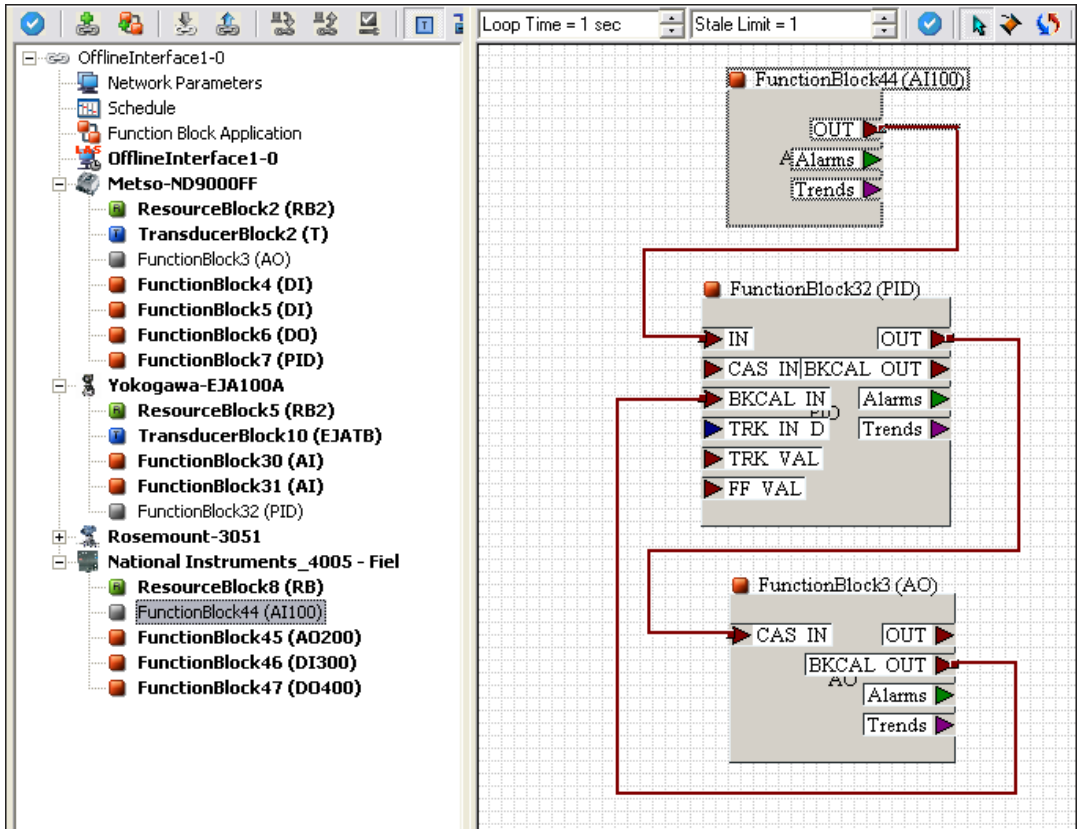 Loop Time = 1 sec
Stale Limit = 1
OfflineInterface1-0
Network Parameters
Schedule
Function Block Application
LAS
OfflineInterface1-0
Metso-ND9000FF
ResourceBlock2 (RB2)
TransducerBlock2 (T)
FunctionBlock3 (AO)
FunctionBlock4 (DI)
FunctionBlock5 (DI)
FunctionBlock6 (DO)
FunctionBlock7 (PID)
Yokogawa-EJA100A
ResourceBlock5 (RB2)
TransducerBlock10 (EJATB)
FunctionBlock30 (AI)
FunctionBlock31 (AI)
FunctionBlock32 (PID)
Rosemount-3051
National Instruments_4005 - Fiel
ResourceBlock8 (RB)
FunctionBlock44 (AI100)
FunctionBlock45 (AO200)
FunctionBlock46 (DI300)
FunctionBlock47 (DO400)
FunctionBlock44 (AI100)
OUT
Alarms
Trends
FunctionBlock32 (PID)
IN OUT
CAS IN BKCAL OUT
BKCAL IN Alarms
PID
TRK IN D Trends
TRK VAL
FF VAL
FunctionBlock3 (AO)
CAS IN OUT
BKCAL OUT
AO
Alarms
Trends